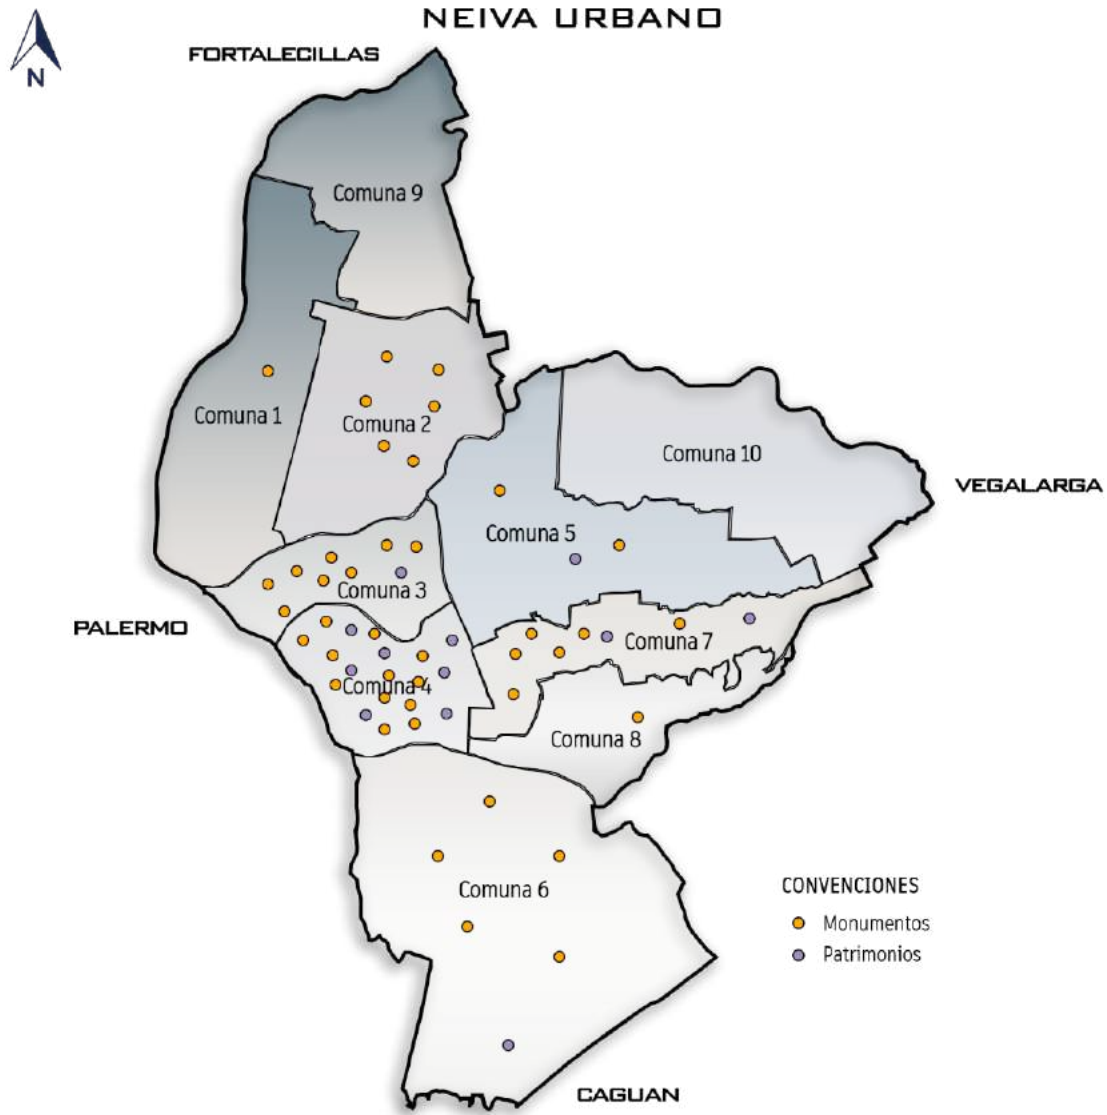 NEIVA URBANO
N
FORTALECILLAS
Comuna 9
Comuna 1
Comuna 2
Comuna 10
VEGALARGA
Comuna 5
Comuna 3
PALERMO
Comuna 7
Comuna 4
Comuna 8
Comuna 6
CONVENCIONES
Monumentos
Patrimonios
CAGUAN